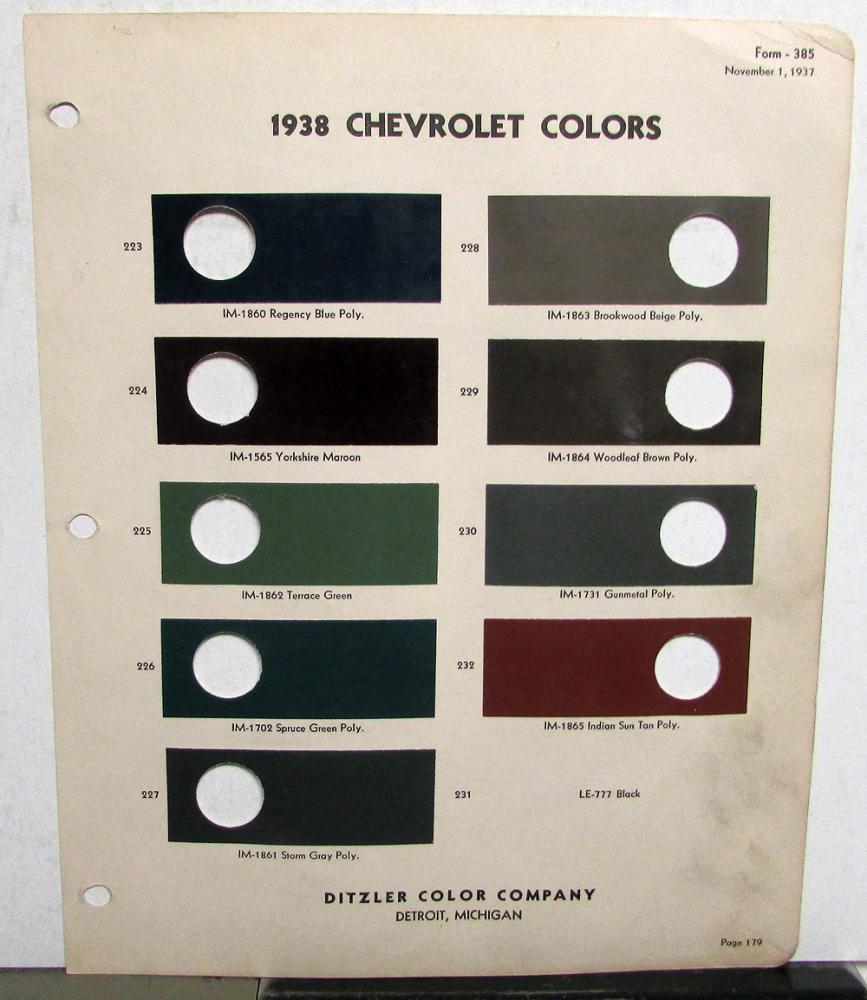 Form - 385
November 1, 1937
1938 CHEVROLET COLORS
223
IM-1860 Regency Blue Poly.
224
IM-1565 Yorkshire Maroon
225
IM-1862 Terrace Green
226
IM-1702 Spruce Green Poly.
227
IM-1861 Storm Gray Poly.
228
IM-1863 Brookwood Beige Poly.
229
IM-1864 Woodleaf Brown Poly.
230
IM-1731 Gunmetal Poly.
232
IM-1865 Indian Sun Tan Poly.
231
LE-777 Black
DITZLER COLOR COMPANY
DETROIT, MICHIGAN
Page 179